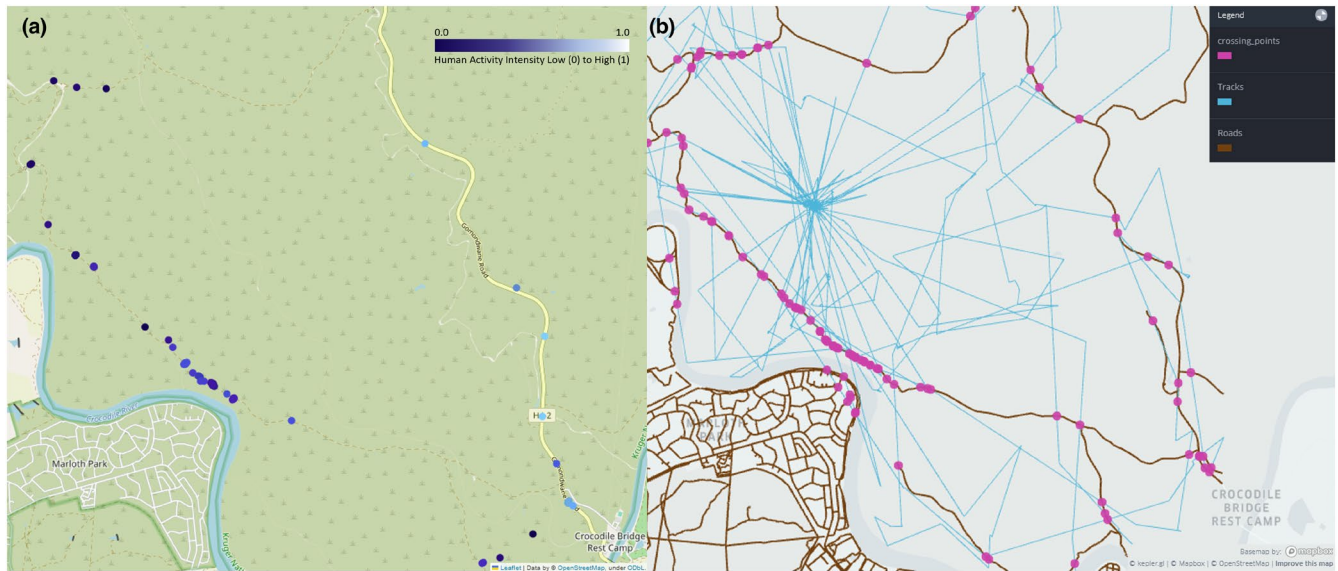 (a)
0.0 1.0
Human Activity Intensity Low (0) to High (1)
Gomondwane Road
Crocodile River
Marloth Park
Crocodile Bridge
Rest Camp
Leaflet | Data by © OpenStreetMap, under ODbL.
(b)
Legend
crossing_points
Tracks
Roads
MARLOTH
PARK
CROCODILE
BRIDGE
REST CAMP
Basemap by: mapbox
© kepler.gl | © Mapbox | © OpenStreetMap | Improve this map